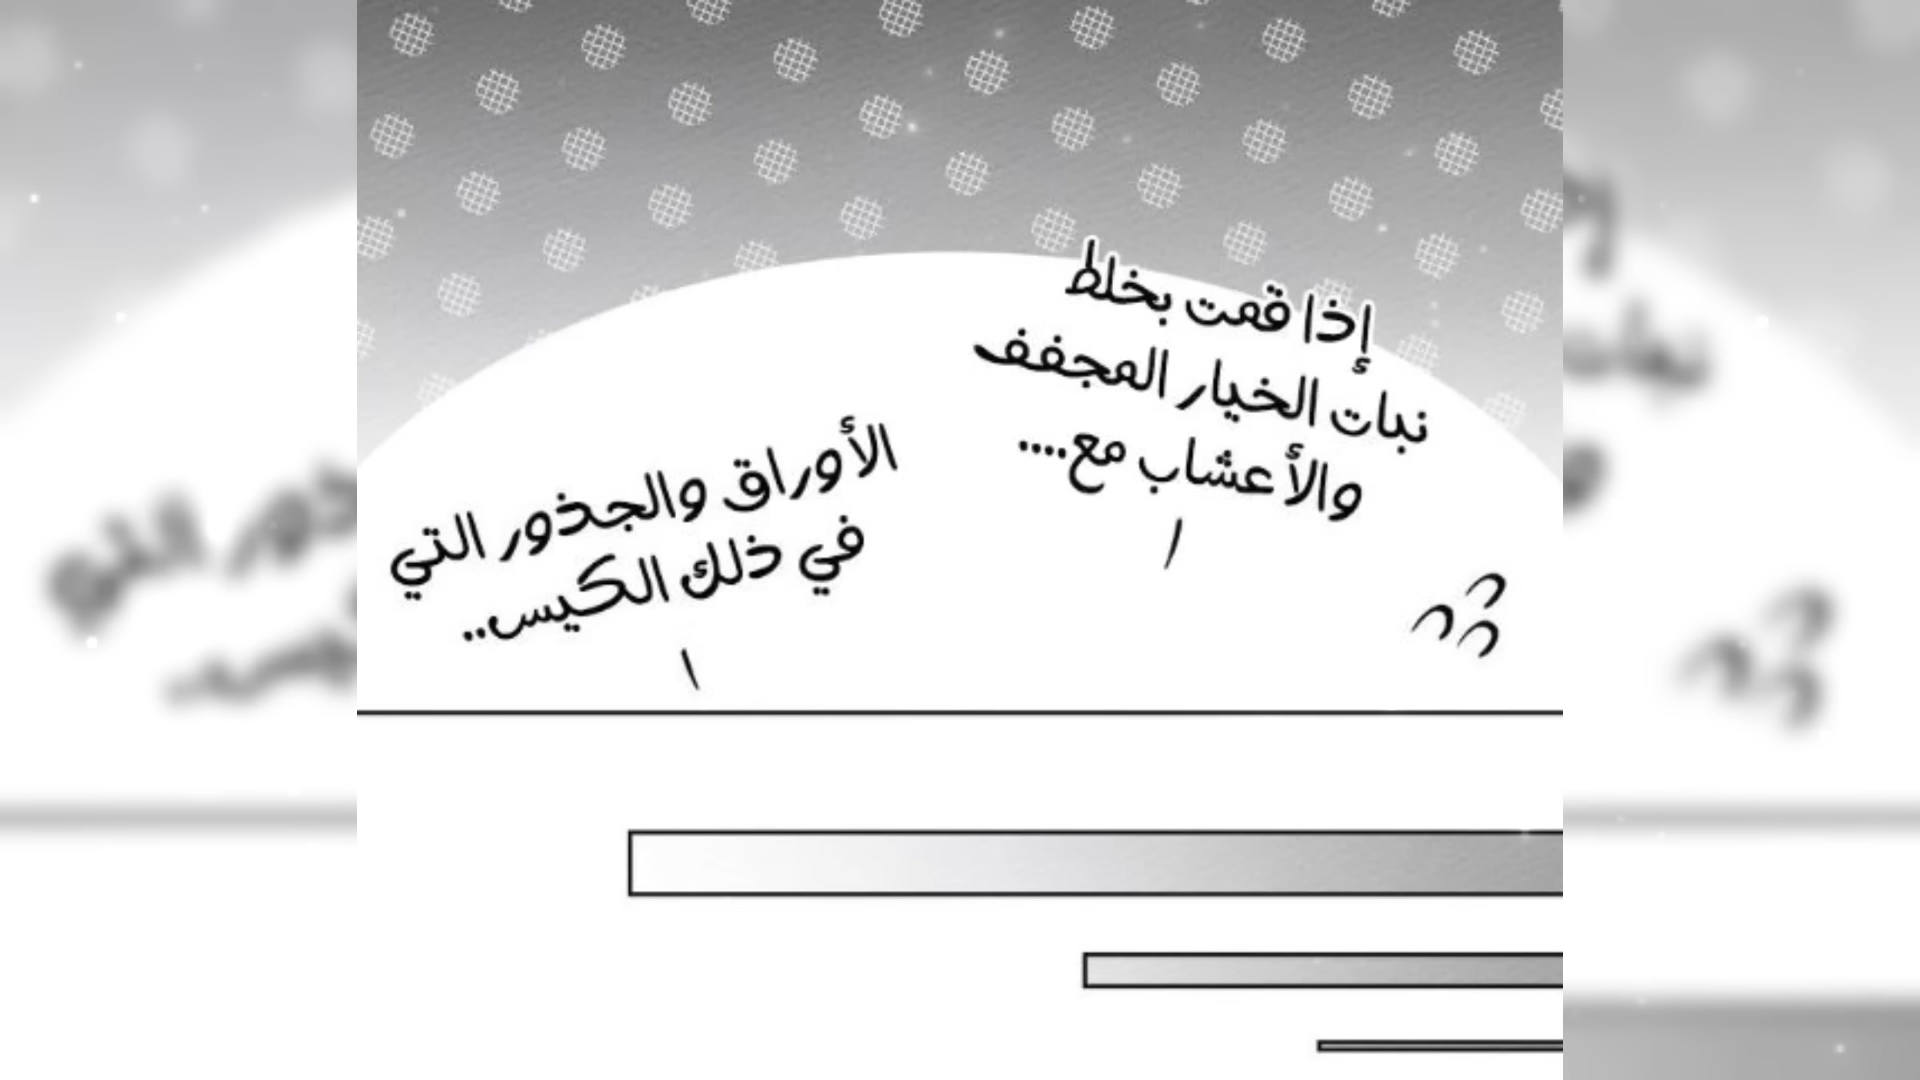 إذا قمت بخلط
نبات الخيار المجفف
والأعشاب مع....
الأوراق والجذور التي
في ذلك الكيس..